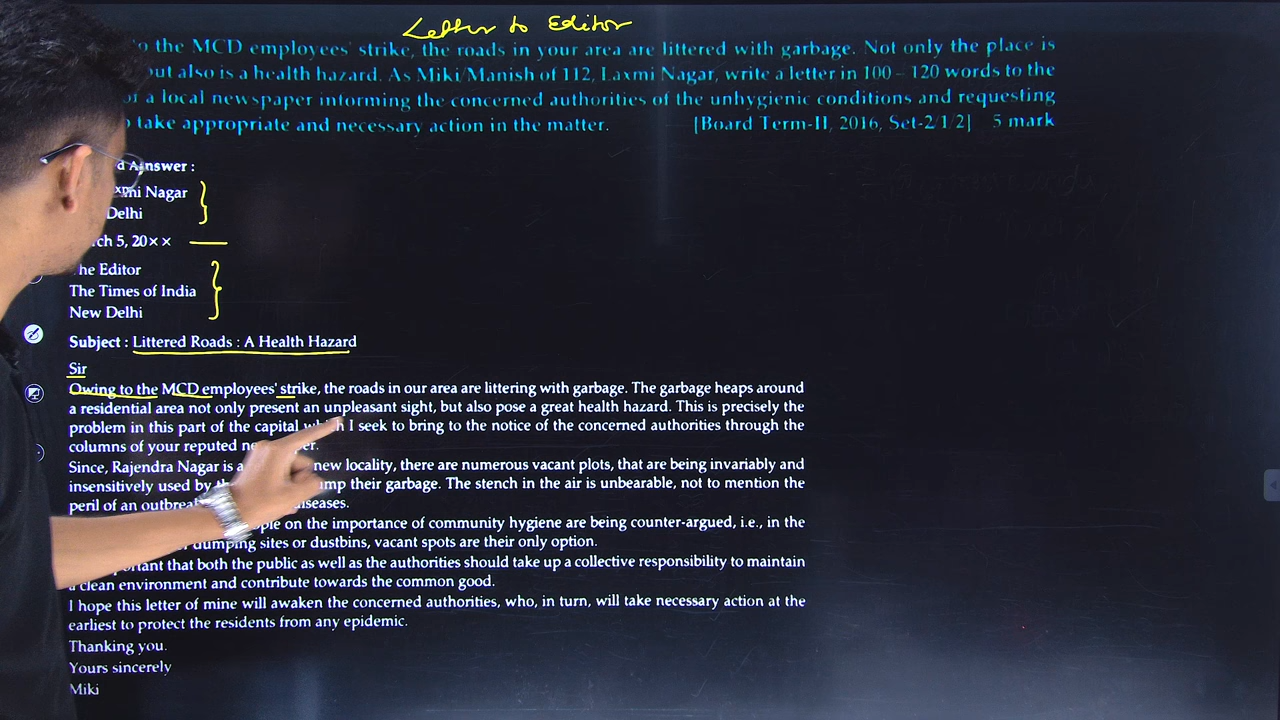 Letter to Editor
to the MCD employees' strike, the roads in your area are littered with garbage. Not only the place is
but also is a health hazard. As Miki/Manish of 112, Laxmi Nagar, write a letter in 100 – 120 words to the
of a local newspaper informing the concerned authorities of the unhygienic conditions and requesting
take appropriate and necessary action in the matter. [Board Term-II, 2016, Set-2/1/2] 5 mark
Answer :
Nagar
Delhi
5, 20××
The Editor
The Times of India
New Delhi
Subject : Littered Roads : A Health Hazard
Sir
Owing to the MCD employees' strike, the roads in our area are littering with garbage. The garbage heaps around
a residential area not only present an unpleasant sight, but also pose a great health hazard. This is precisely the
problem in this part of the capital I seek to bring to the notice of the concerned authorities through the
columns of your reputed
Since, Rajendra Nagar is a new locality, there are numerous vacant plots, that are being invariably and
insensitively used by their garbage. The stench in the air is unbearable, not to mention the
peril of an diseases.
on the importance of community hygiene are being counter-argued, i.e., in the
dumping sites or dustbins, vacant spots are their only option.
that both the public as well as the authorities should take up a collective responsibility to maintain
a clean environment and contribute towards the common good.
I hope this letter of mine will awaken the concerned authorities, who, in turn, will take necessary action at the
earliest to protect the residents from any epidemic.
Thanking you.
Yours sincerely
Miki